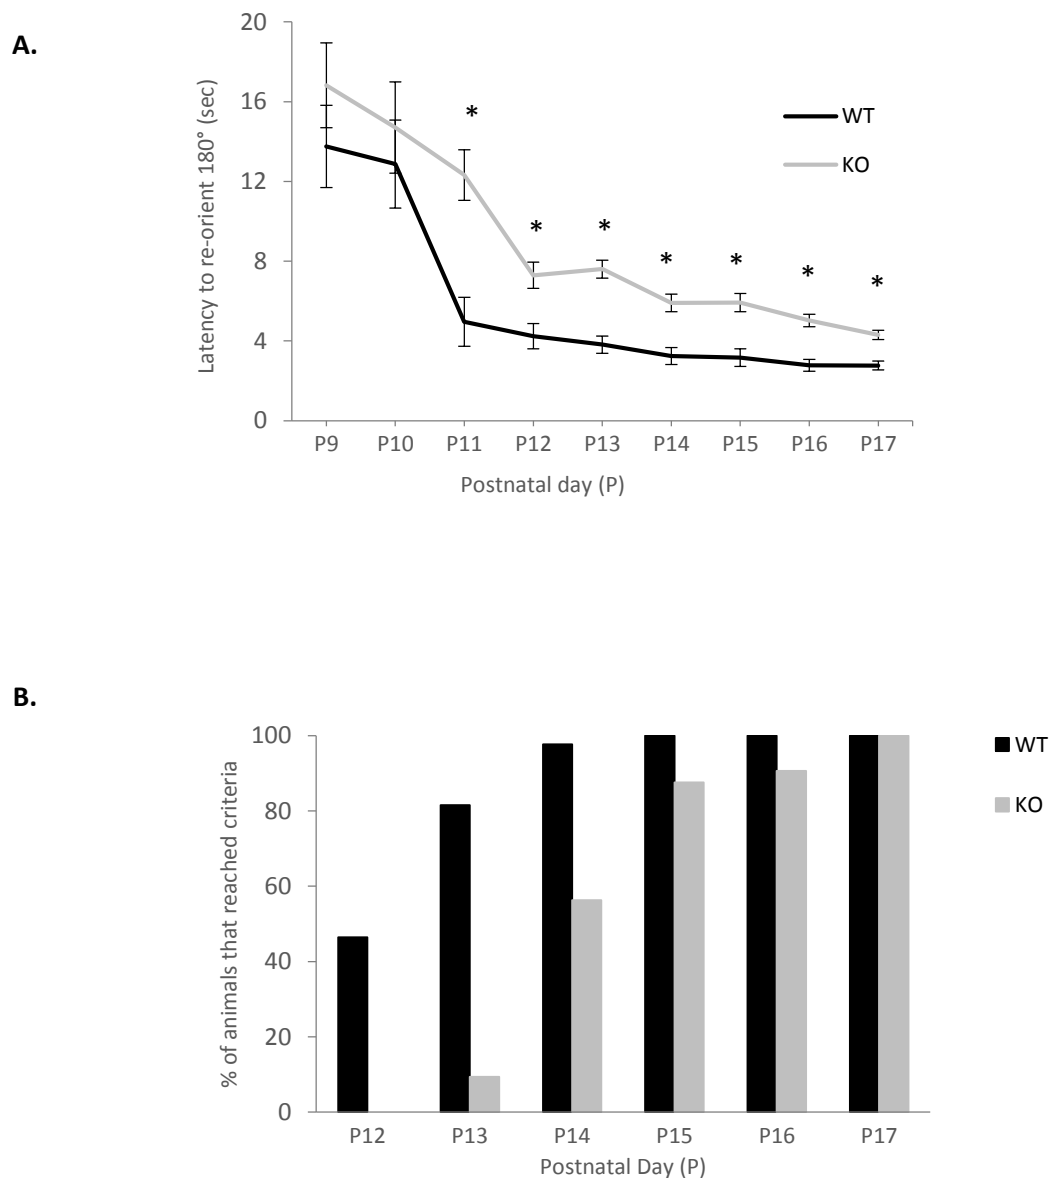 A.
Latency to re-orient 180° (sec)
20
16
12
8
4
0
*
* *
* * * *
WT
KO
P9 P10 P11 P12 P13 P14 P15 P16 P17
Postnatal day (P)
B.
% of animals that reached criteria
100
80
60
40
20
0
WT
KO
P12 P13 P14 P15 P16 P17
Postnatal Day (P)